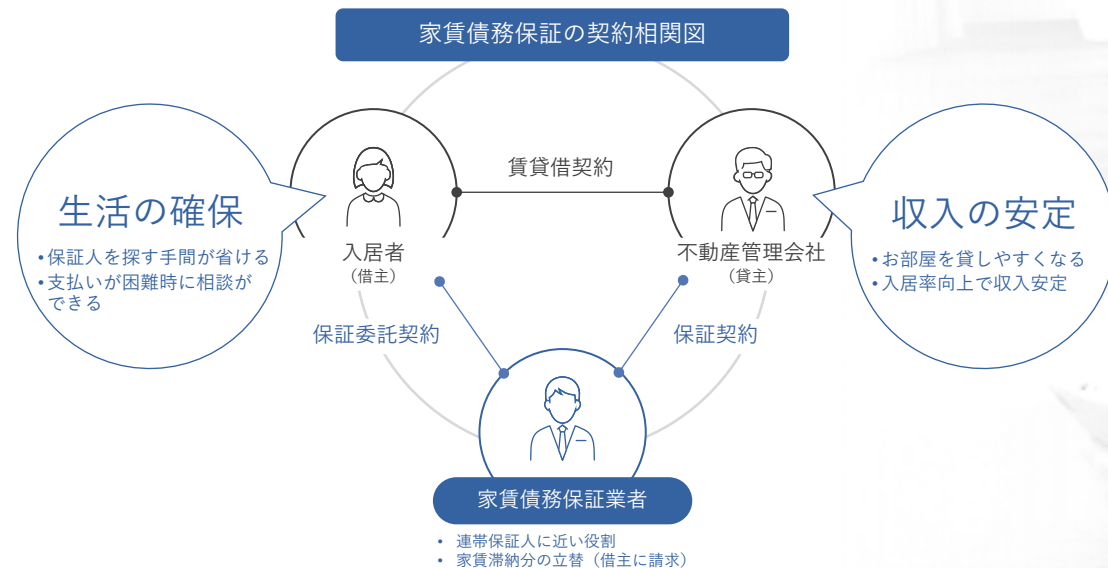 家賃債務保証の契約相関図
生活の確保
•保証人を探す手間が省ける
•支払いが困難時に相談が
できる
入居者
（借主）
賃貸借契約
不動産管理会社
（貸主）
収入の安定
•お部屋を貸しやすくなる
•入居率向上で収入安定
保証委託契約
保証契約
家賃債務保証業者
• 連帯保証人に近い役割
• 家賃滞納分の立替（借主に請求）